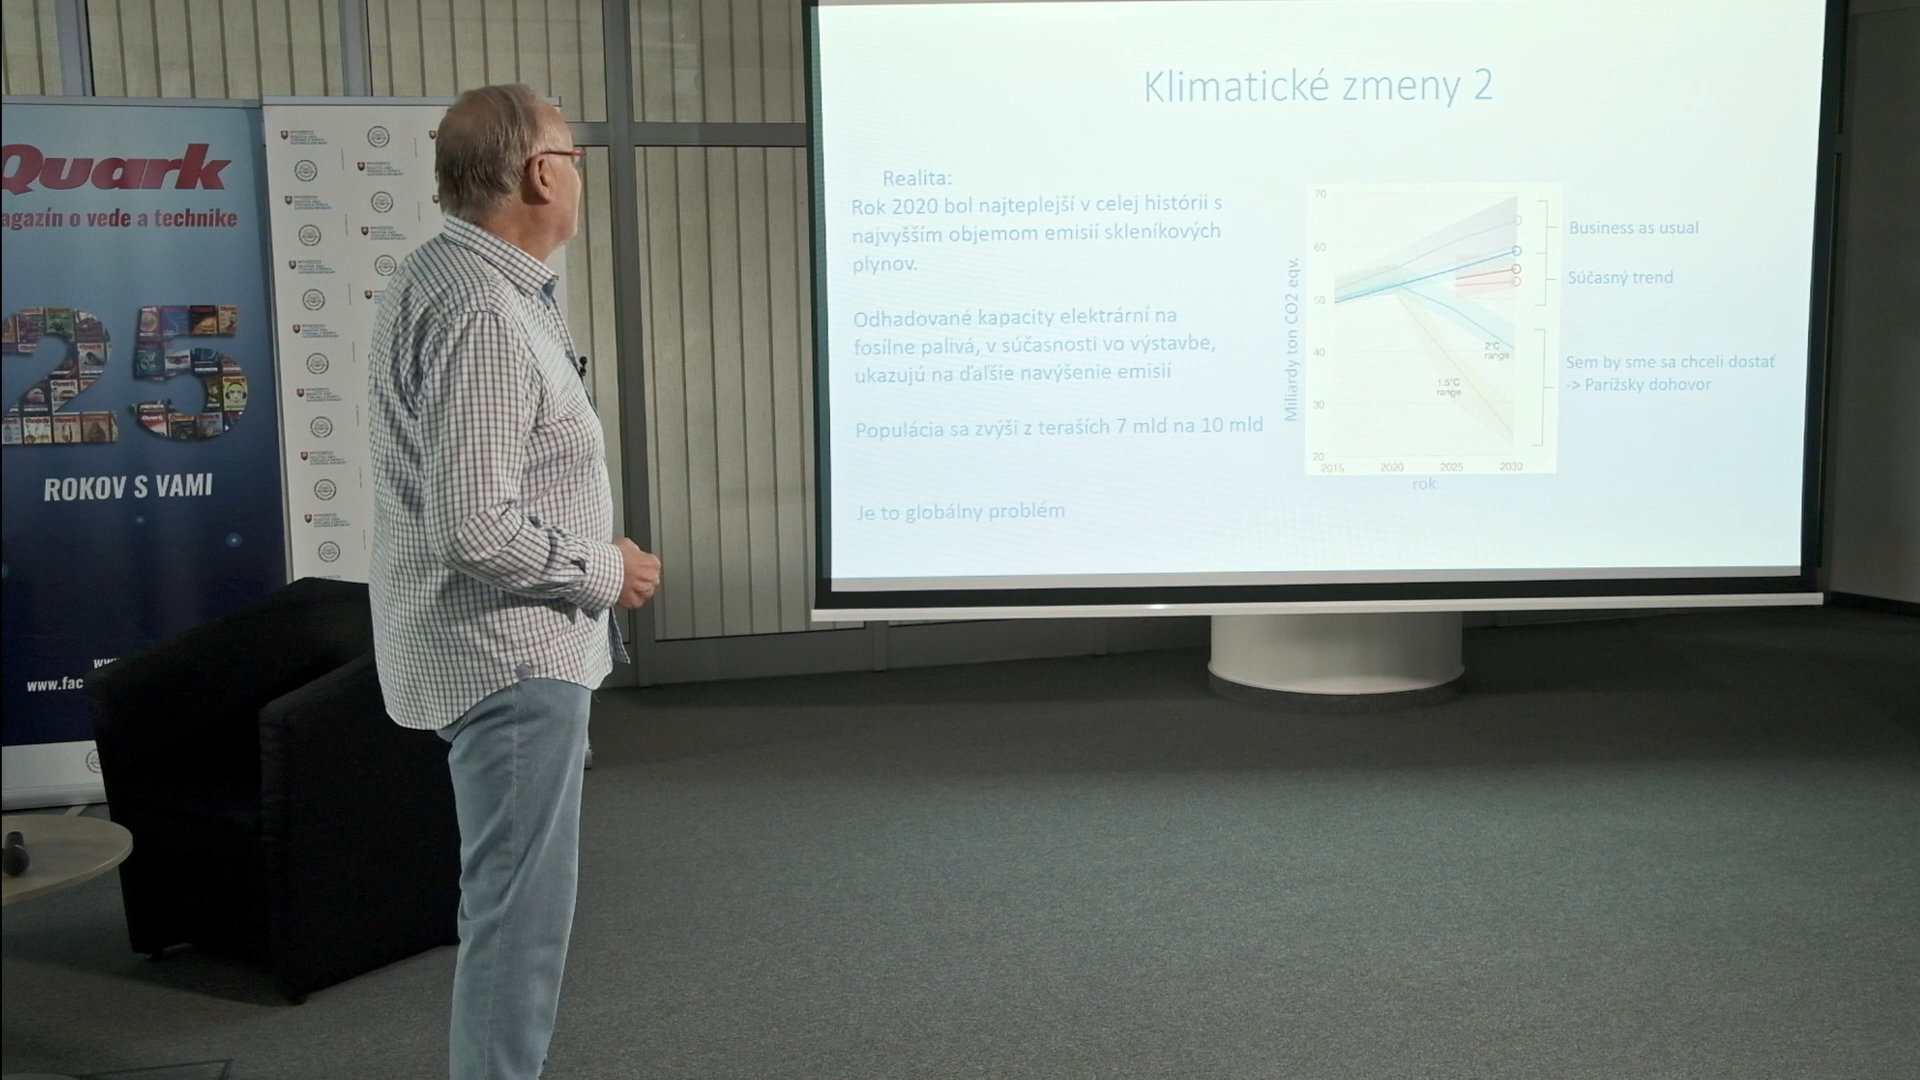 Quark
agazín o vede a technike
25
ROKOV S VAMI
www.fac
Klimatické zmeny 2
Realita:
Rok 2020 bol najteplejší v celej histórii s
najvyšším objemom emisií skleníkových
plynov.
Odhadované kapacity elektrární na
fosílne palivá, v súčasnosti vo výstavbe,
ukazujú na ďaľšie navýšenie emisií
Populácia sa zvýši z teraších 7 mld na 10 mld
Je to globálny problém
Miliardy ton CO2 eqv.
70
60
50
40
30
20
2015 2020 2025 2030
rok
2°C
range
1.5°C
range
Business as usual
Súčasný trend
Sem by sme sa chceli dostať
-> Parížsky dohovor